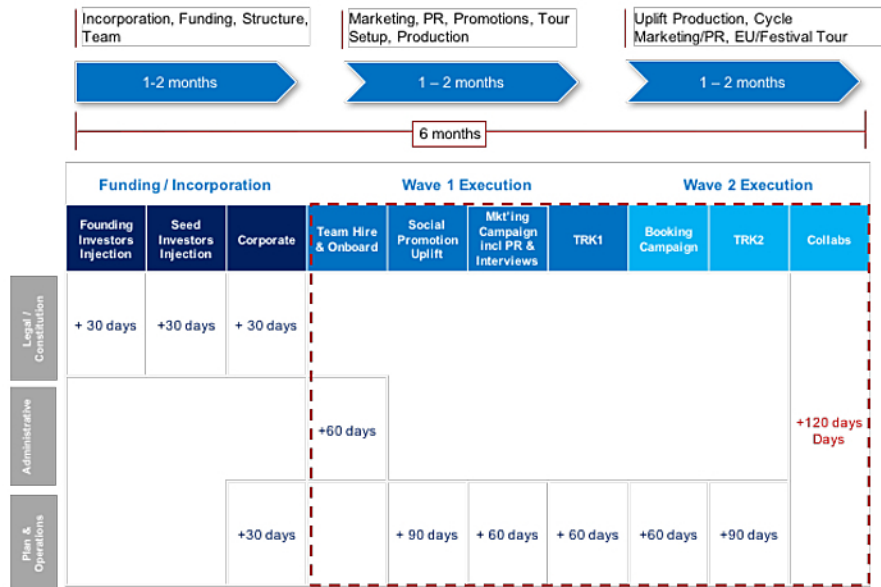 Incorporation, Funding, Structure,
Team
Marketing, PR, Promotions, Tour
Setup, Production
Uplift Production, Cycle
Marketing/PR, EU/Festival Tour
1-2 months
1 – 2 months
1 – 2 months
6 months
Funding / Incorporation
Wave 1 Execution
Wave 2 Execution
Founding
Investors
Injection
Seed
Investors
Injection
Corporate
Team Hire
& Onboard
Social
Promotion
Uplift
Mkt'ing
Campaign
incl PR &
Interviews
TRK1
Booking
Campaign
TRK2
Collabs
Legal /
Constitution
+ 30 days
+30 days
+ 30 days
Administrative
+60 days
+120 days
Days
Plan &
Operations
+30 days
+ 90 days
+ 60 days
+ 60 days
+60 days
+90 days